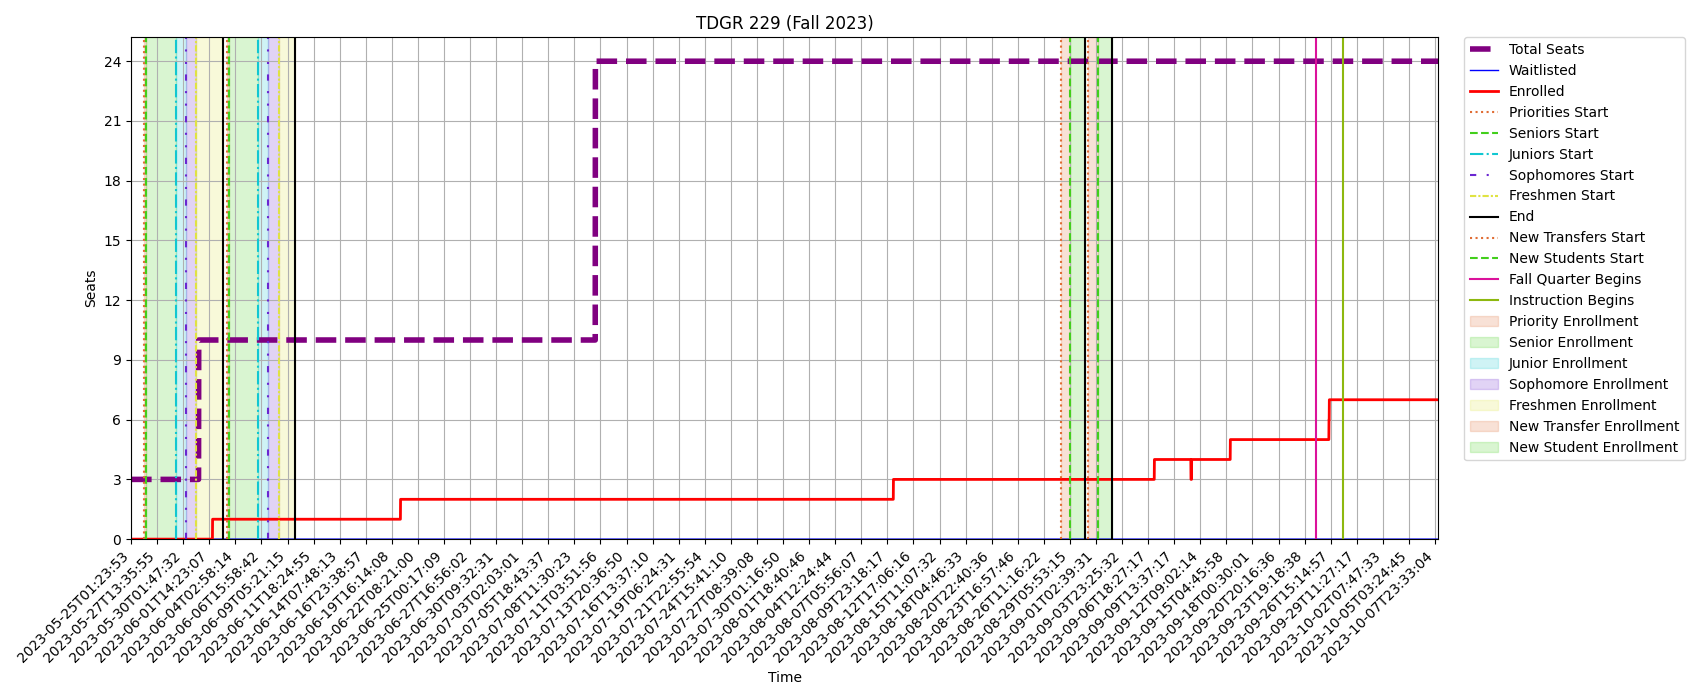 TDGR 229 (Fall 2023)
Seats
24
21
18
15
12
9
6
3
0
2023-05-25T01:23:53
2023-05-27T13:35:55
2023-05-30T01:47:32
2023-06-01T14:23:07
2023-06-04T02:58:14
2023-06-06T15:58:42
2023-06-09T05:21:15
2023-06-11T18:24:55
2023-06-14T07:48:13
2023-06-16T23:38:57
2023-06-19T16:14:08
2023-06-22T08:21:00
2023-06-25T00:17:09
2023-06-27T16:56:02
2023-06-30T09:32:31
2023-07-03T02:03:01
2023-07-05T18:43:37
2023-07-08T11:30:23
2023-07-11T03:51:56
2023-07-13T20:36:50
2023-07-16T13:37:10
2023-07-19T06:24:31
2023-07-21T22:55:54
2023-07-24T15:41:10
2023-07-27T08:39:08
2023-07-30T01:16:50
2023-08-01T18:40:46
2023-08-04T12:24:44
2023-08-07T05:56:07
2023-08-09T23:18:17
2023-08-12T17:06:16
2023-08-15T11:07:32
2023-08-18T04:46:33
2023-08-20T22:40:36
2023-08-23T16:57:46
2023-08-26T11:16:22
2023-08-29T05:53:15
2023-09-01T02:39:31
2023-09-03T23:25:32
2023-09-06T18:27:17
2023-09-09T13:37:17
2023-09-12T09:02:14
2023-09-15T04:45:58
2023-09-18T00:30:01
2023-09-20T20:16:36
2023-09-23T19:18:38
2023-09-26T15:14:57
2023-09-29T11:27:17
2023-10-02T07:47:33
2023-10-05T03:24:45
2023-10-07T23:33:04
Time
Total Seats
Waitlisted
Enrolled
Priorities Start
Seniors Start
Juniors Start
Sophomores Start
Freshmen Start
End
New Transfers Start
New Students Start
Fall Quarter Begins
Instruction Begins
Priority Enrollment
Senior Enrollment
Junior Enrollment
Sophomore Enrollment
Freshmen Enrollment
New Transfer Enrollment
New Student Enrollment